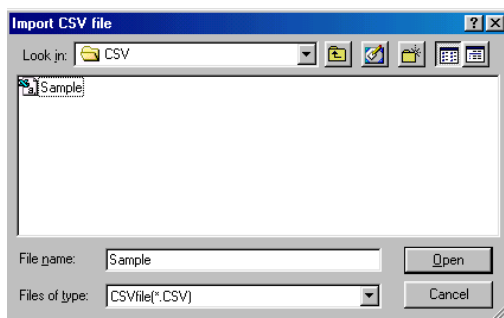 Import CSV file
Look in: CSV
Sample
File name: Sample Open
Files of type: CSVfile(*.CSV) Cancel